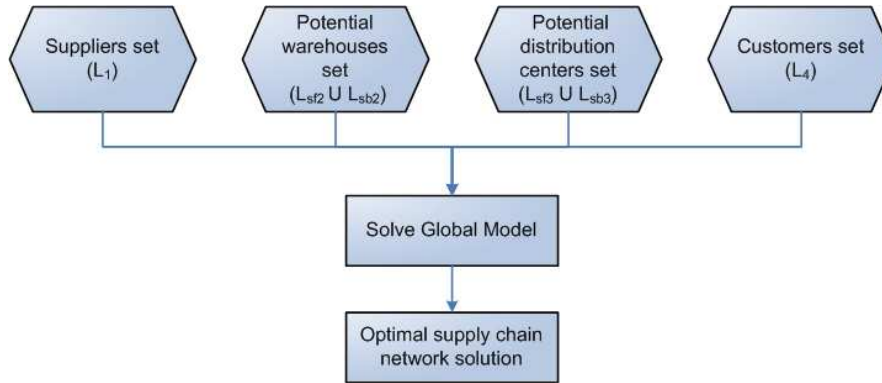 Suppliers set
(L₁)
Potential
warehouses
set
(Lsf2 U Lsb2)
Potential
distribution
centers set
(Lsf3 U Lsb3)
Customers set
(L₄)
Solve Global Model
Optimal supply chain
network solution